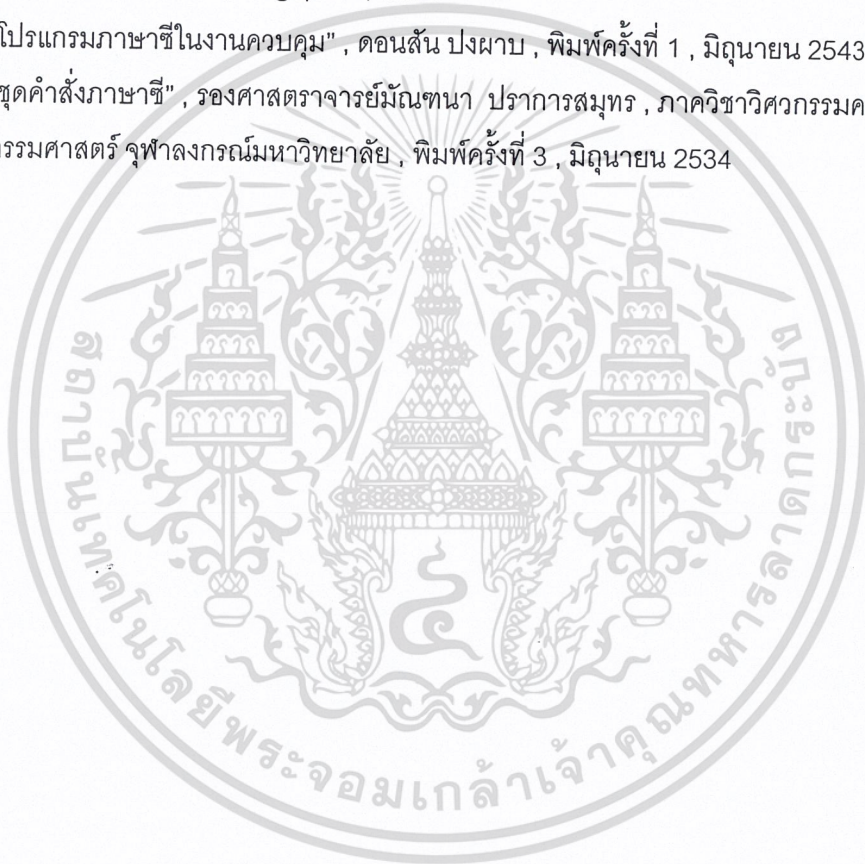 โปรแกรมภาษาซีในงานควบคุม” , ดอนสัน ปงผาบ , พิมพ์ครั้งที่ 1 , มิถุนายน 2543
ชุดคำสั่งภาษาซี” , รองศาสตราจารย์มัณฑนา ปราการสมุทร , ภาควิชาวิศวกรรมค
กรรมศาสตร์ จุฬาลงกรณ์มหาวิทยาลัย , พิมพ์ครั้งที่ 3 , มิถุนายน 2534
สถาบันเทคโนโลยีพระจอมเกล้าเจ้าคุณทหารลาดกระบัง
๔